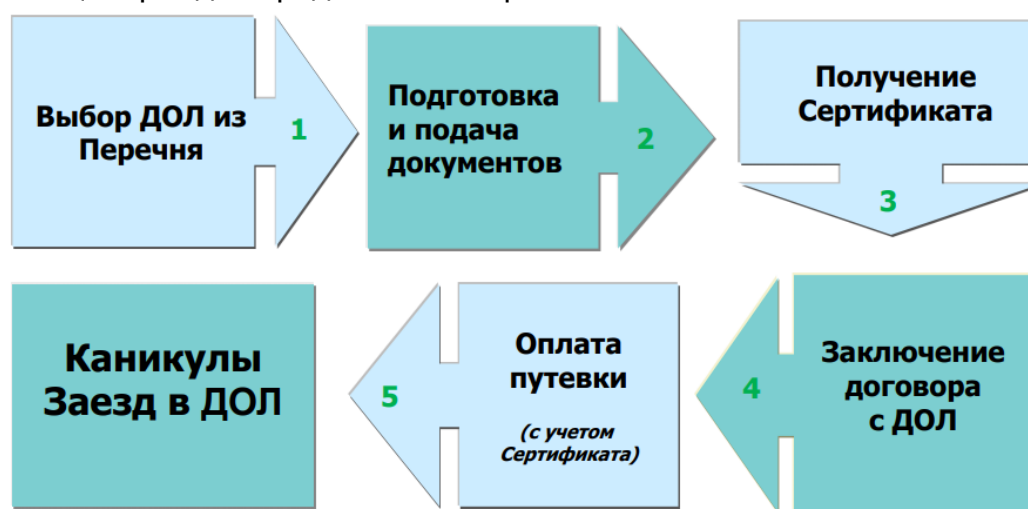 Выбор ДОЛ из
Перечня
1
Подготовка
и подача
документов
2
Получение
Сертификата
3
Заключение
договора
с ДОЛ
4
Оплата
путевки
(с учетом
Сертификата)
5
Каникулы
Заезд в ДОЛ